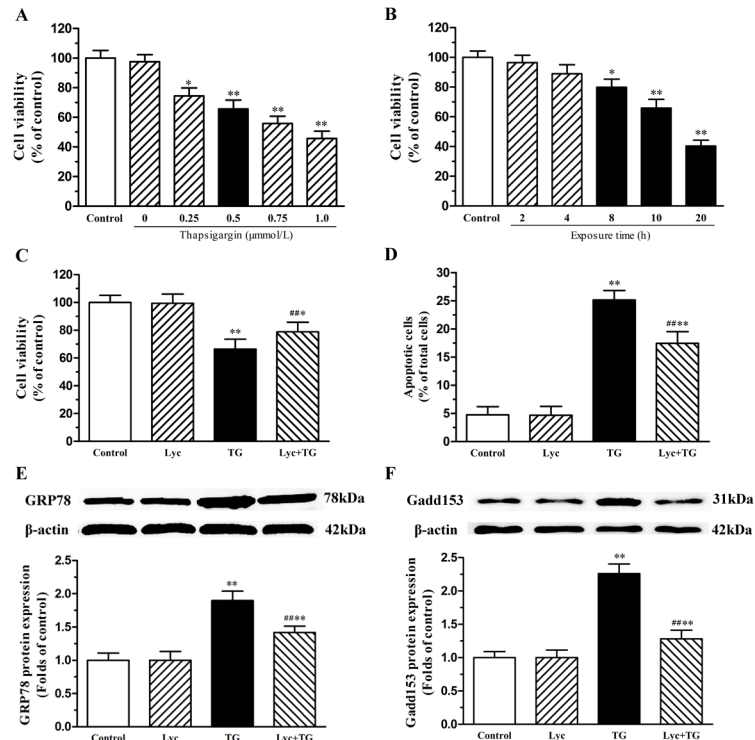 A
Cell viability
(% of control)
120
100
80
60
40
20
0
*
**
**
**
Control
0
0.25
0.5
0.75
1.0
Thapsigargin (μmmol/L)
B
Cell viability
(% of control)
120
100
80
60
40
20
0
*
**
**
Control
2
4
8
10
20
Exposure time (h)
C
Cell viability
(% of control)
120
100
80
60
40
20
0
**
##*
Control
Lyc
TG
Lyc+TG
D
Apoptotic cells
(% of total cells)
30
25
20
15
10
5
0
**
##**
Control
Lyc
TG
Lyc+TG
E
GRP78
78kDa
β-actin
42kDa
GRP78 protein expression
(Folds of control)
2.5
2.0
1.5
1.0
0.5
0.0
**
##**
Control
Lyc
TG
Lyc+TG
F
Gadd153
31kDa
β-actin
42kDa
Gadd153 protein expression
(Folds of control)
2.5
2.0
1.5
1.0
0.5
0.0
**
##**
Control
Lyc
TG
Lyc+TG